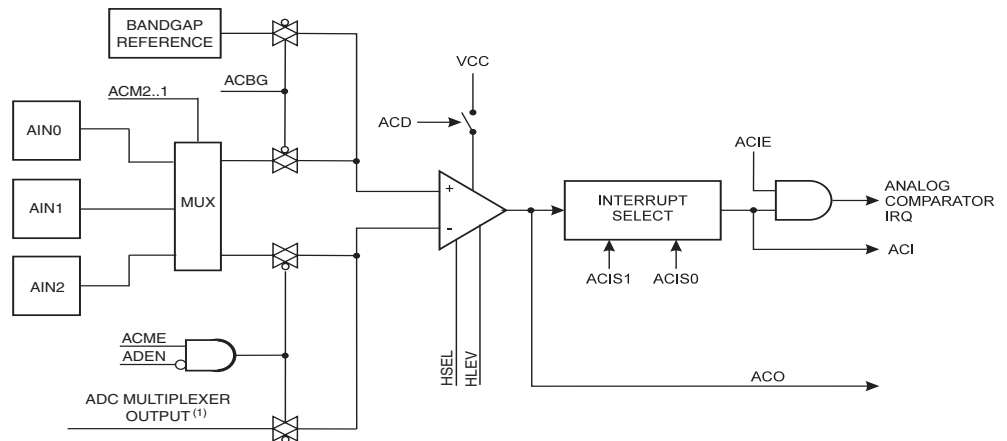 BANDGAP
REFERENCE
ACBG
ACM2..1
VCC
ACD
AIN0
AIN1
AIN2
MUX
+
-
INTERRUPT
SELECT
ACIE
ANALOG
COMPARATOR
IRQ
ACI
ACIS1 ACIS0
HSEL
HLEV
ACME
ADEN
ACO
ADC MULTIPLEXER
OUTPUT (1)